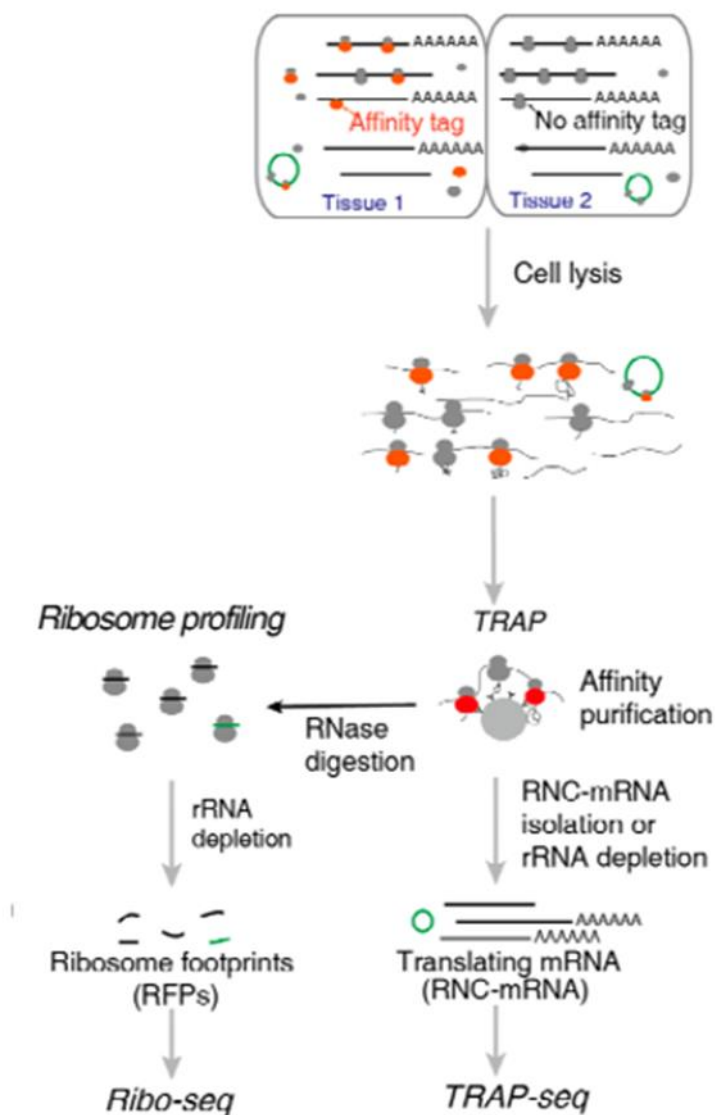 AAAAAA
AAAAAA
AAAAAA
AAAAAA
Affinity tag
No affinity tag
AAAAAA
AAAAAA
Tissue 1
Tissue 2
Cell lysis
Ribosome profiling
TRAP
Affinity
purification
RNase
digestion
rRNA
depletion
RNC-mRNA
isolation or
rRNA depletion
AAAAAA
AAAAAA
Ribosome footprints
(RFPs)
Translating mRNA
(RNC-mRNA)
Ribo-seq
TRAP-seq